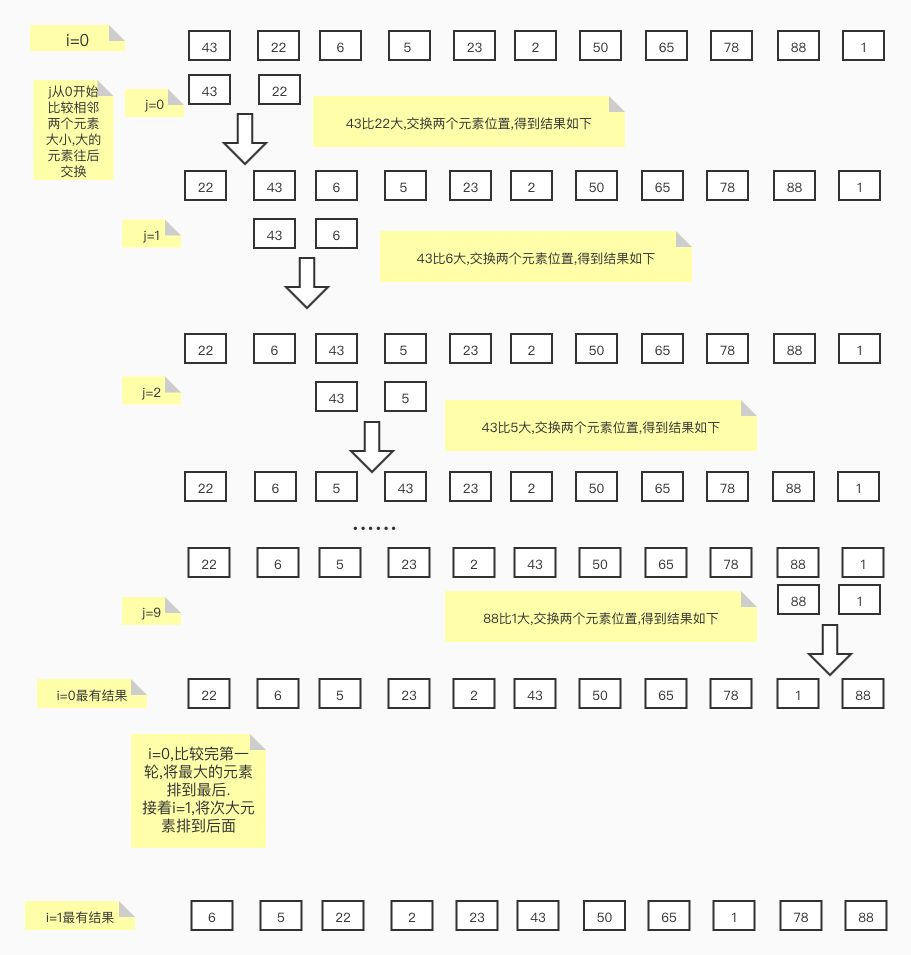 i=0
43 22 6 5 23 2 50 65 78 88 1
j从0开始
比较相邻
两个元素
大小,大的
元素往后
交换
j=0
43 22
43比22大,交换两个元素位置,得到结果如下
22 43 6 5 23 2 50 65 78 88 1
j=1
43 6
43比6大,交换两个元素位置,得到结果如下
22 6 43 5 23 2 50 65 78 88 1
j=2
43 5
43比5大,交换两个元素位置,得到结果如下
22 6 5 43 23 2 50 65 78 88 1
......
22 6 5 23 2 43 50 65 78 88 1
j=9
88比1大,交换两个元素位置,得到结果如下
88 1
i=0最有结果
22 6 5 23 2 43 50 65 78 1 88
i=0,比较完第一
轮,将最大的元素
排到最后.
接着i=1,将次大元
素排到后面
i=1最有结果
6 5 22 2 23 43 50 65 1 78 88